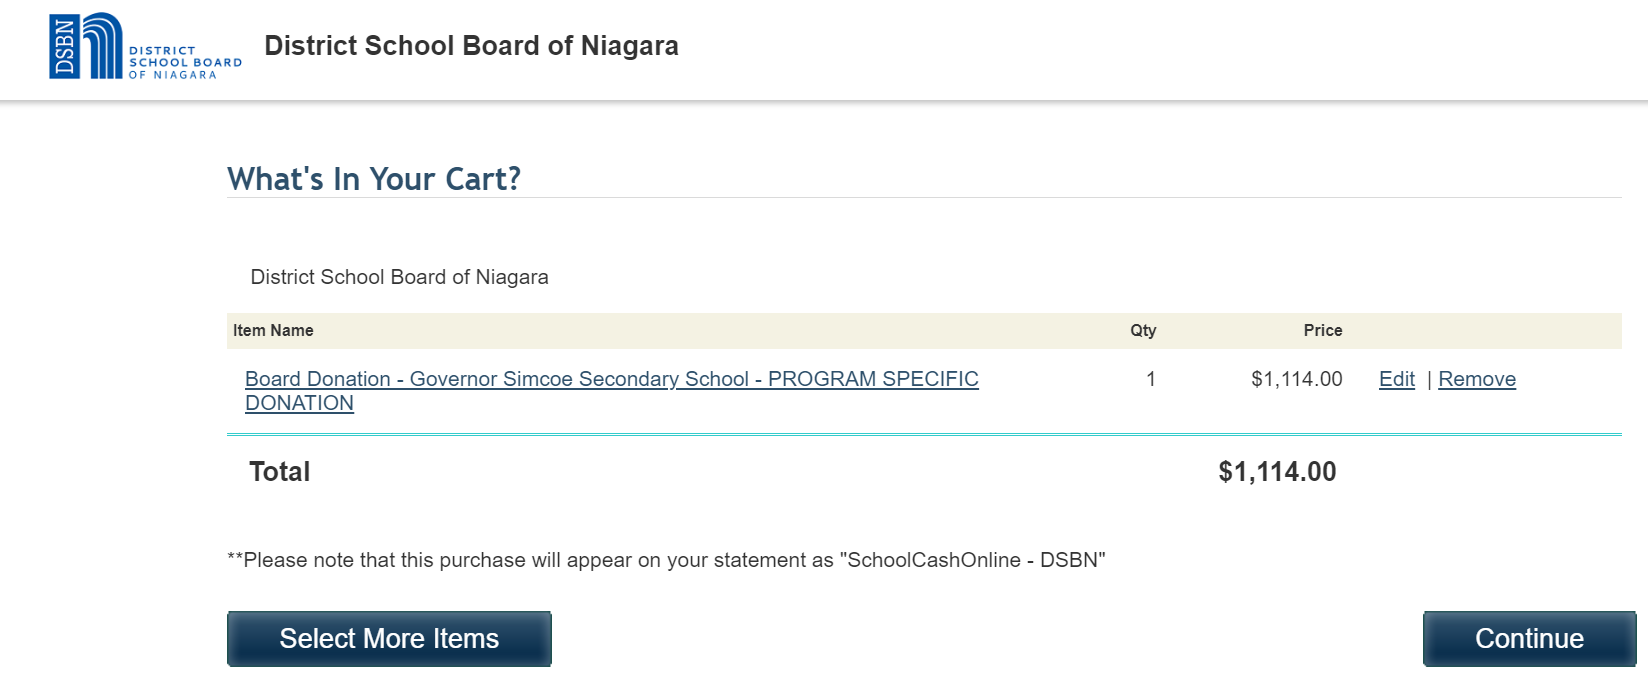 DSBN
DISTRICT
SCHOOL BOARD
OF NIAGARA
District School Board of Niagara
What's In Your Cart?
District School Board of Niagara
Item Name Qty Price
Board Donation - Governor Simcoe Secondary School - PROGRAM SPECIFIC 1 $1,114.00 Edit | Remove
DONATION
Total $1,114.00
**Please note that this purchase will appear on your statement as "SchoolCashOnline - DSBN"
Select More Items Continue